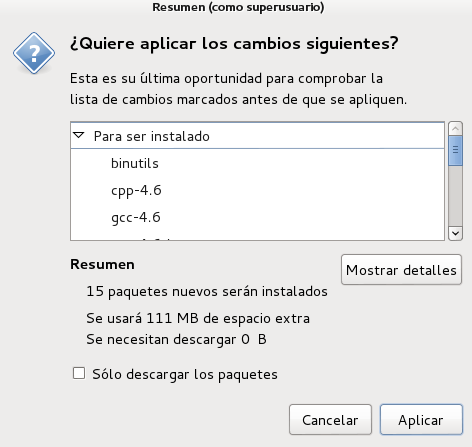 Resumen (como superusuario)
¿Quiere aplicar los cambios siguientes?
Esta es su última oportunidad para comprobar la
lista de cambios marcados antes de que se apliquen.
Para ser instalado
binutils
cpp-4.6
gcc-4.6
Resumen
Mostrar detalles
15 paquetes nuevos serán instalados
Se usará 111 MB de espacio extra
Se necesitan descargar 0 B
Sólo descargar los paquetes
Cancelar
Aplicar